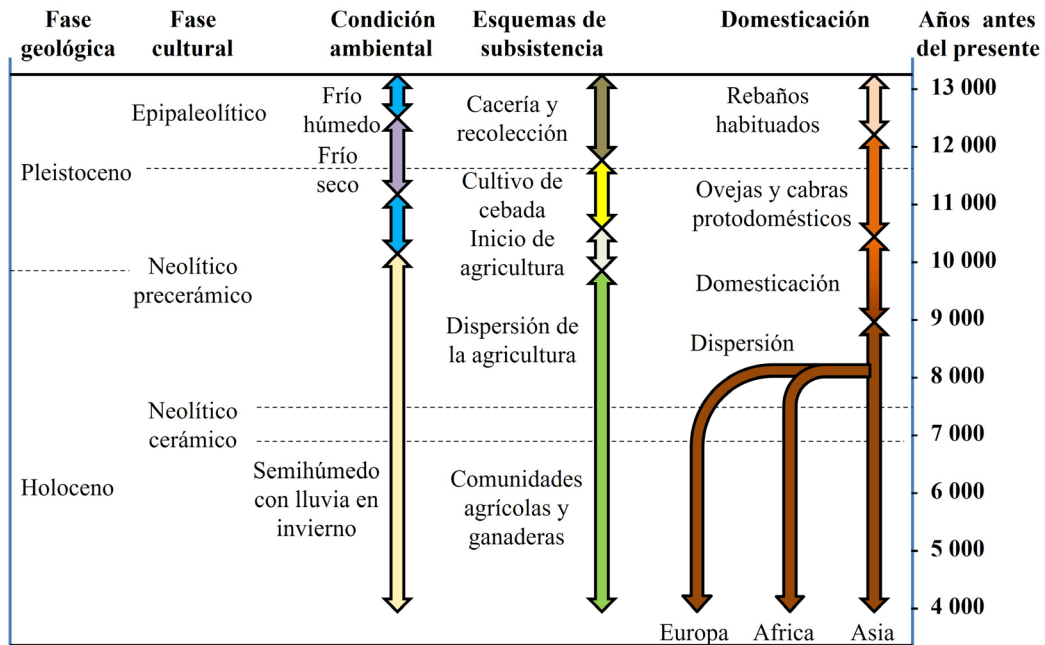 Fase
geológica
Fase
cultural
Condición
ambiental
Esquemas de
subsistencia
Domesticación
Años antes
del presente
Epipaleolítico
Frío
húmedo
Cacería y
recolección
Rebaños
habituados
13 000
12 000
Pleistoceno
Frío
seco
Cultivo de
cebada
Ovejas y cabras
protodomésticos
11 000
Neolítico
precerámico
Inicio de
agricultura
Domesticación
10 000
9 000
Dispersión de
la agricultura
Dispersión
8 000
Neolítico
cerámico
7 000
Holoceno
Semihúmedo
con lluvia en
invierno
Comunidades
agrícolas y
ganaderas
6 000
5 000
4 000
Europa Africa Asia